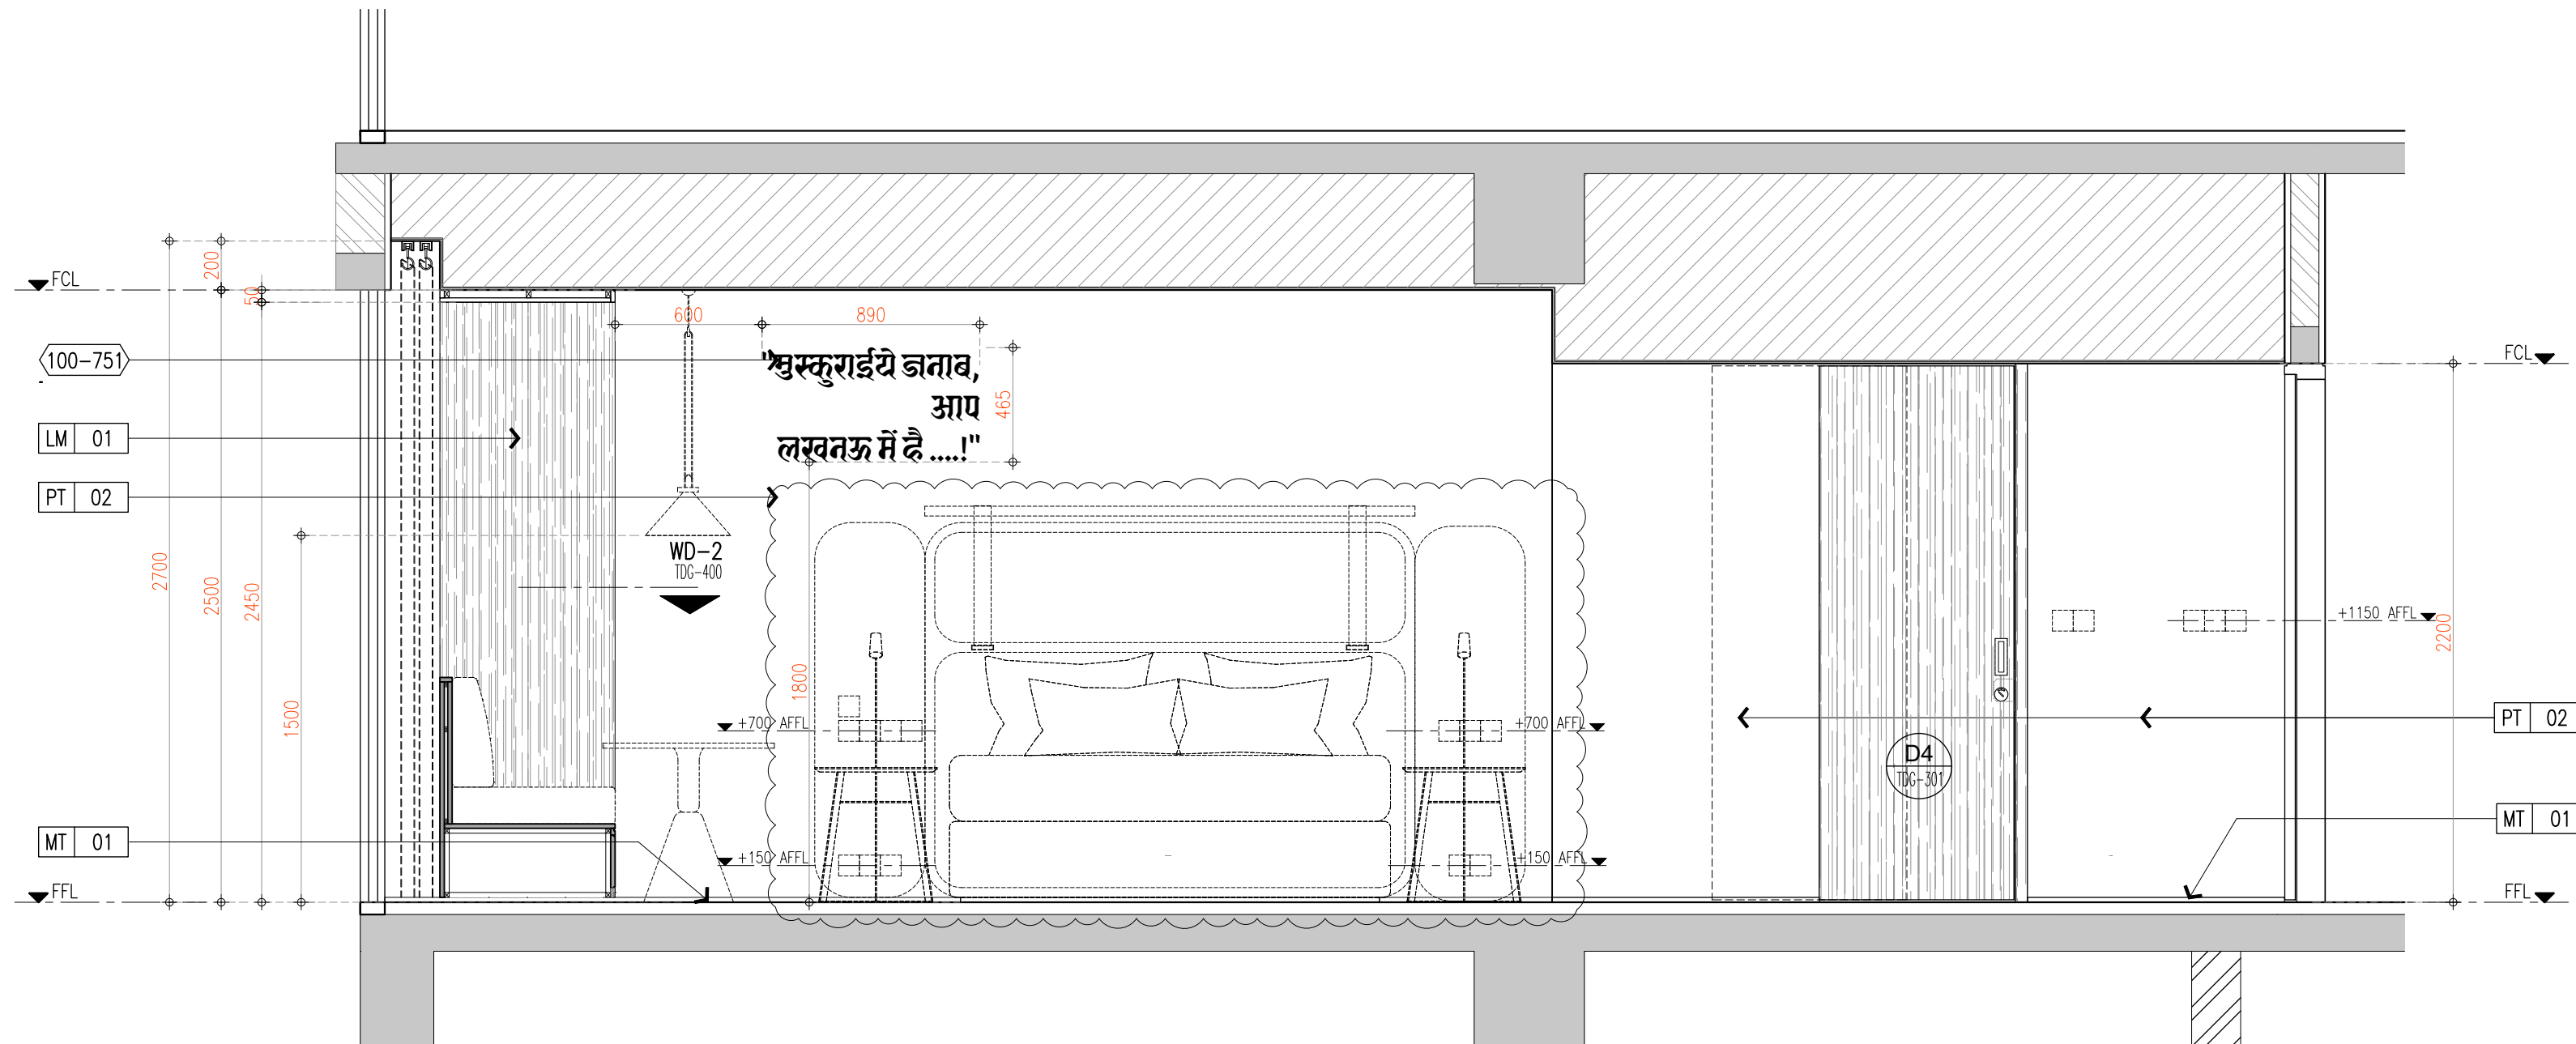 200
FCL
50
600
890
FCL
100-751
"मुस्कुराईये जनाब,
आप
लखनऊ में है ....!"
465
LM 01
PT 02
WD-2
TDG-400
2700
2500
2450
1500
1800
+1150 AFFL
2200
+700 AFFL
+700 AFFL
PT 02
D4
TDG-301
MT 01
+150 AFFL
+150 AFFL
MT 01
FFL
FFL